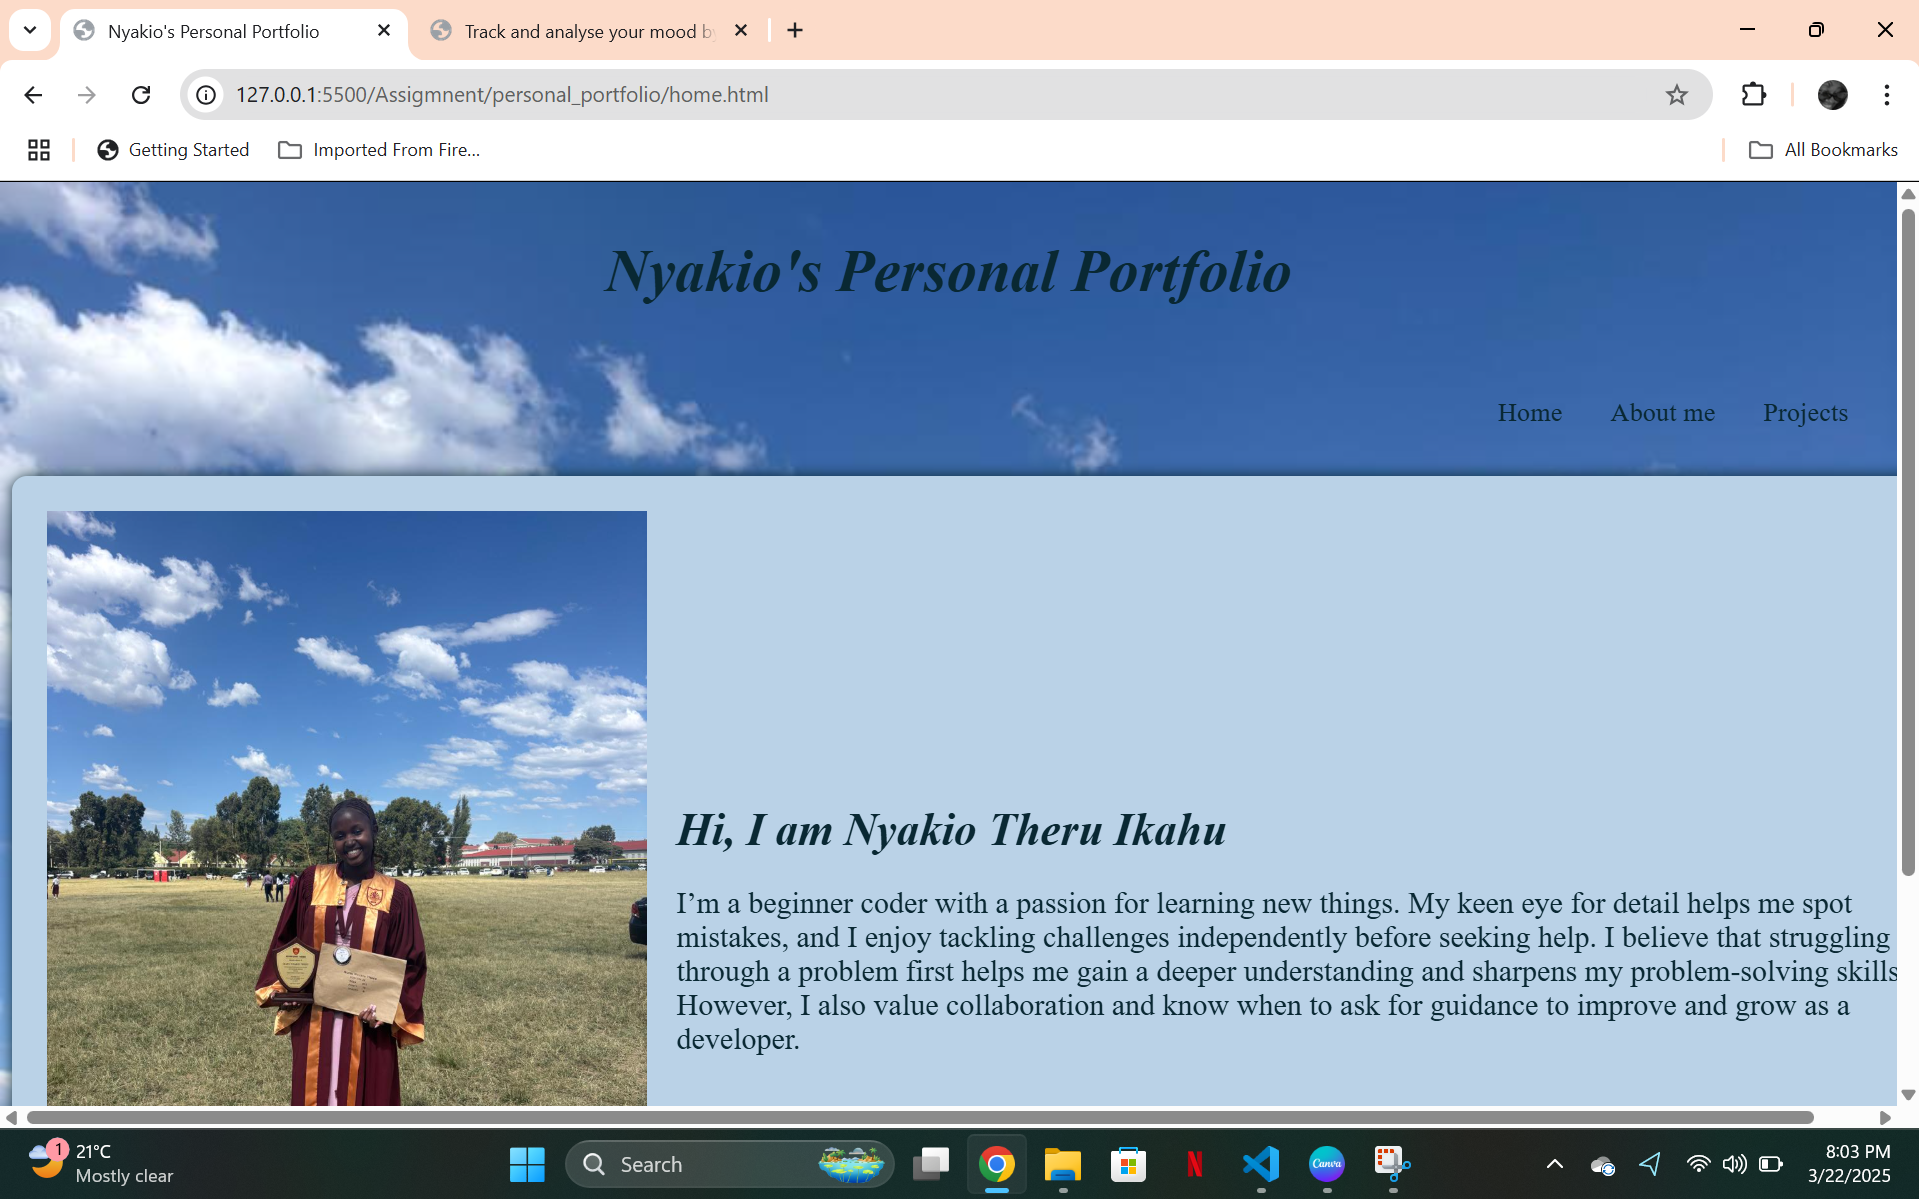 Nyakio's Personal Portfolio
Track and analyse your mood b
127.0.0.1:5500/Assigmnent/personal_portfolio/home.html
Getting Started
Imported From Fire...
All Bookmarks
Nyakio's Personal Portfolio
Home About me Projects
Hi, I am Nyakio Theru Ikahu
I’m a beginner coder with a passion for learning new things. My keen eye for detail helps me spot
mistakes, and I enjoy tackling challenges independently before seeking help. I believe that struggling
through a problem first helps me gain a deeper understanding and sharpens my problem-solving skills
However, I also value collaboration and know when to ask for guidance to improve and grow as a
developer.
1
21°C
Mostly clear
Search
N
Canva
8:03 PM
3/22/2025